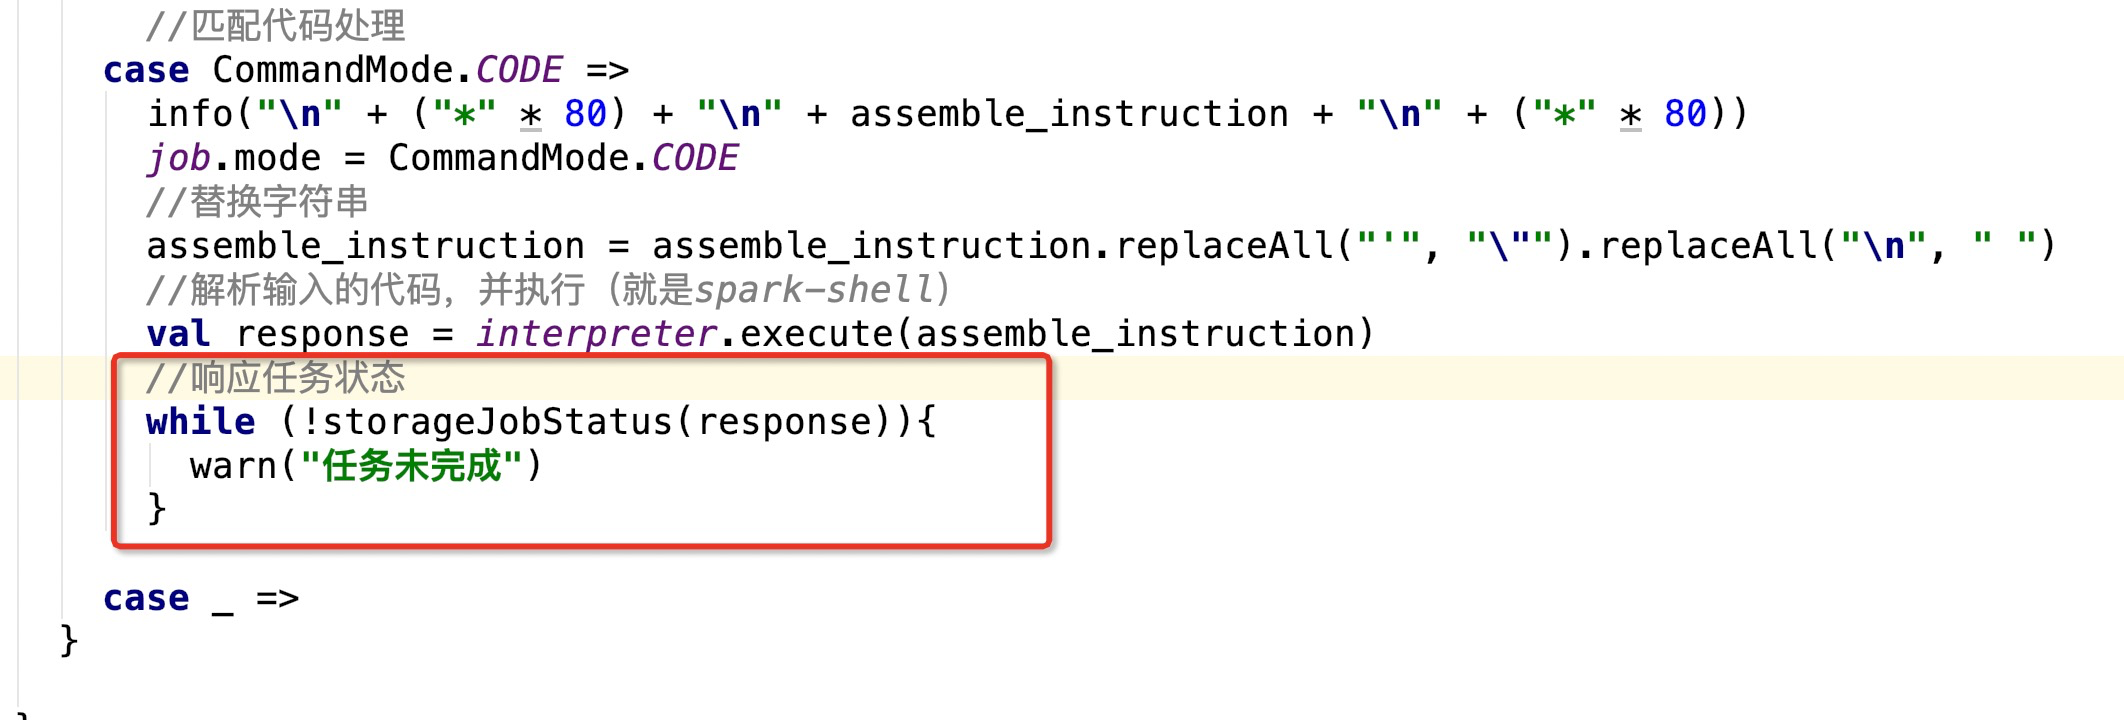 //匹配代码处理
case CommandMode.CODE =>
info("\n" + ("*" * 80) + "\n" + assemble_instruction + "\n" + ("*" * 80))
job.mode = CommandMode.CODE
//替换字符串
assemble_instruction = assemble_instruction.replaceAll("'", "\"").replaceAll("\n", " ")
//解析输入的代码，并执行（就是spark-shell）
val response = interpreter.execute(assemble_instruction)
//响应任务状态
while (!storageJobStatus(response)){
warn("任务未完成")
}
case _ =>
}
}